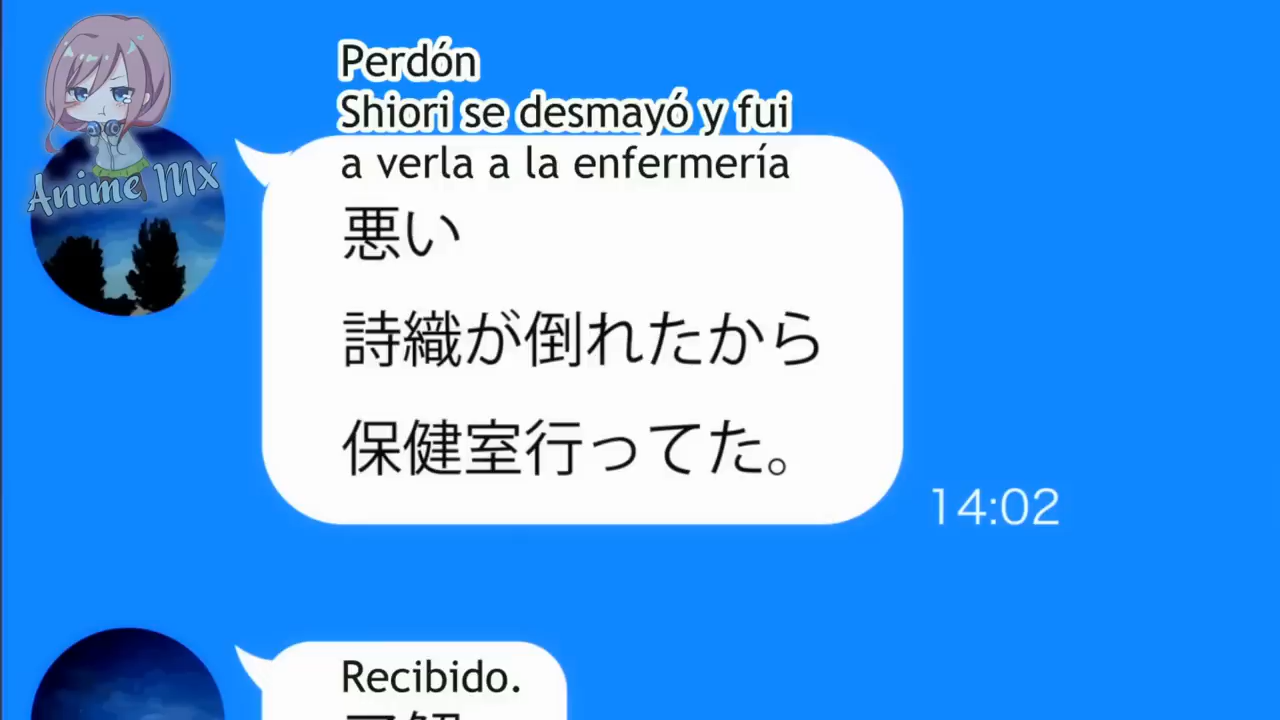 Perdón
Shiori se desmayó y fui
a verla a la enfermería
Anime Mx
悪い
詩織が倒れたから
保健室行ってた。
14:02
Recibido.